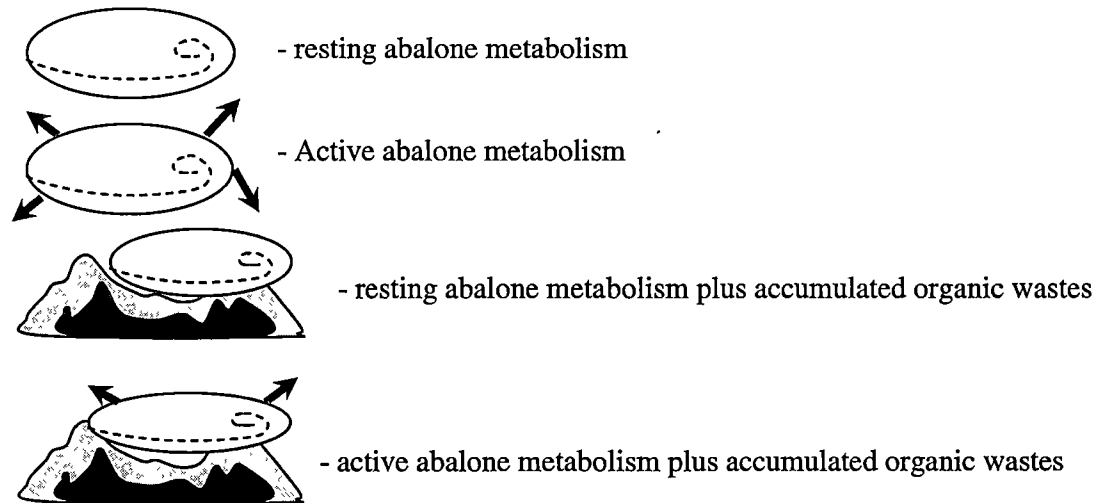 - resting abalone metabolism
- Active abalone metabolism
- resting abalone metabolism plus accumulated organic wastes
- active abalone metabolism plus accumulated organic wastes